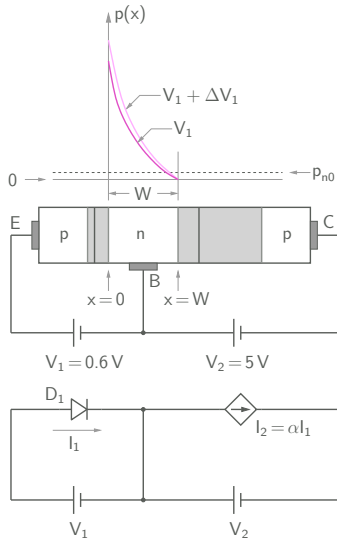 p(x)
V₁ + ΔV₁
V₁
0
pₙ₀
W
E
C
p
n
p
B
x = 0
x = W
V₁ = 0.6 V
V₂ = 5 V
D₁
I₁
I₂ = αI₁
V₁
V₂